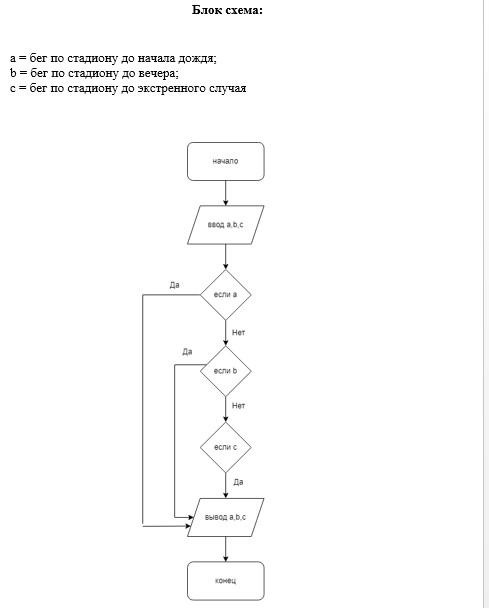 Блок схема:
a = бег по стадиону до начала дождя;
b = бег по стадиону до вечера;
c = бег по стадиону до экстренного случая
начало
ввод a,b,c
Да
если a
Нет
Да
если b
Нет
если c
Да
вывод a,b,c
конец